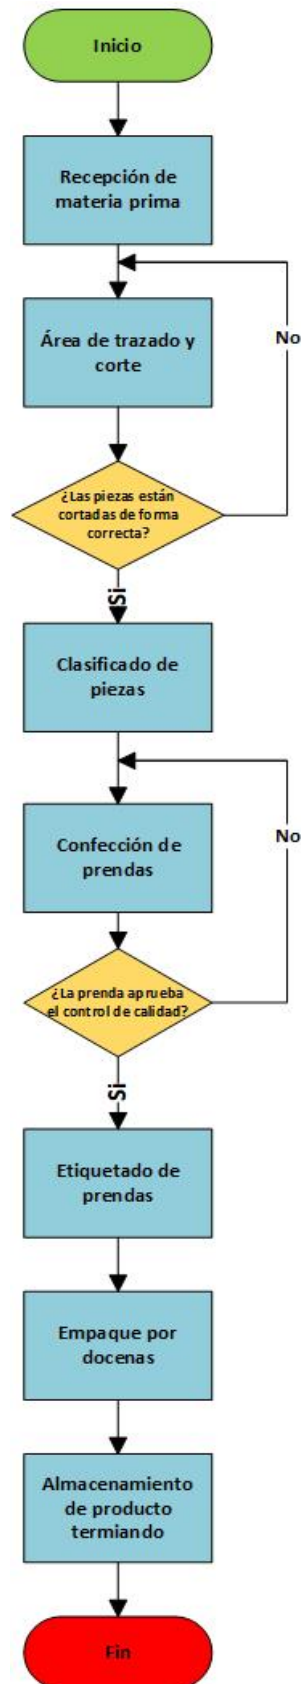 Inicio
Recepción de
materia prima
No
Área de trazado y
corte
¿Las piezas están
cortadas de forma
correcta?
Si
Clasificado de
piezas
No
Confección de
prendas
¿La prenda aprueba
el control de calidad?
Si
Etiquetado de
prendas
Empaque por
docenas
Almacenamiento
de producto
termiando
Fin